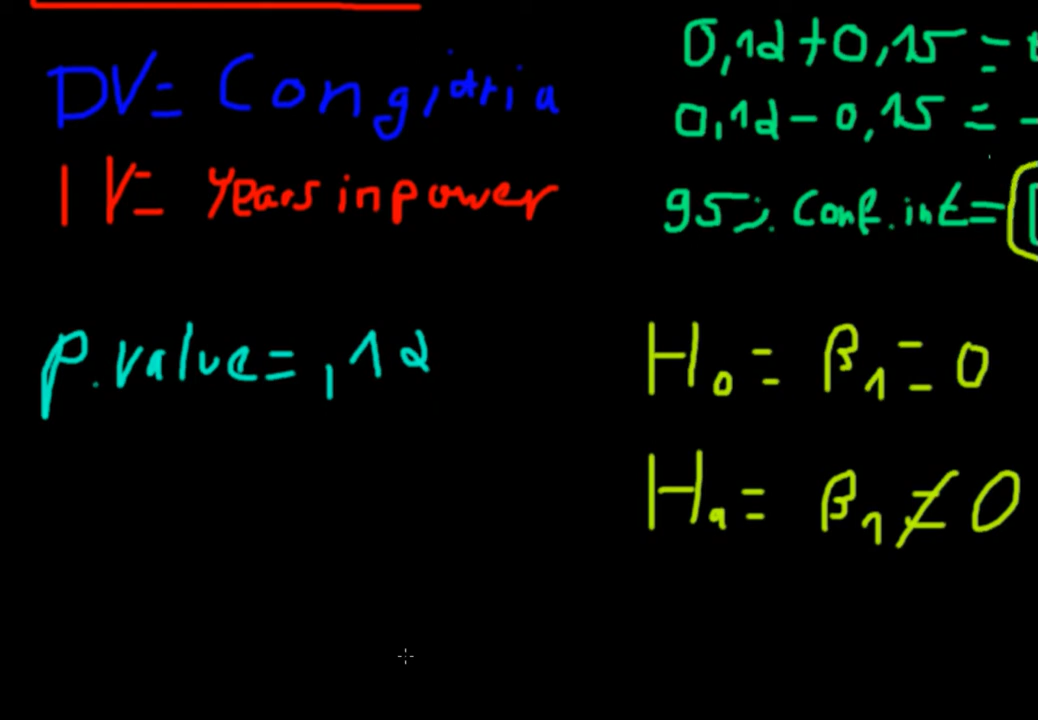 DV= Congiaria
IV= Years in power
p.value=,12
0,12+0,15=
0,12-0,15= -
95% Conf.int= [
H0= β1=0
Ha= β1≠0